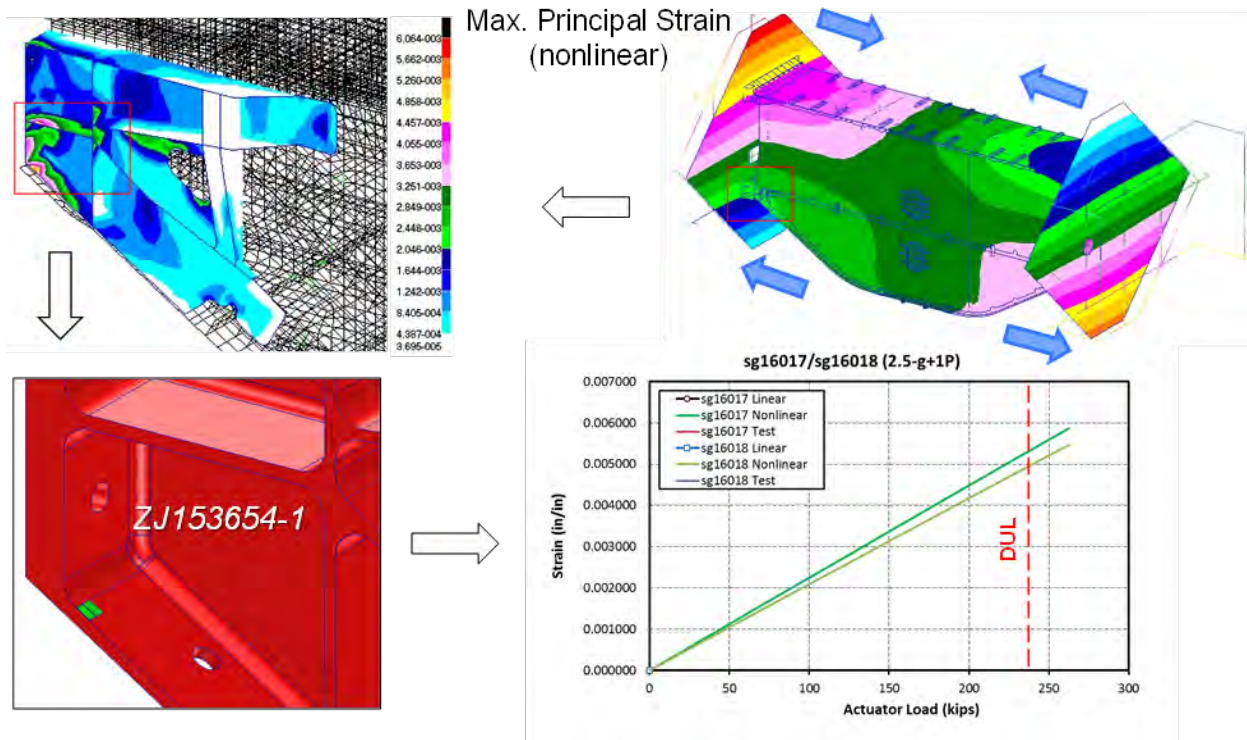 Max. Principal Strain
(nonlinear)
6.064-003
5.662-003
5.260-003
4.858-003
4.457-003
4.055-003
3.653-003
3.251-003
2.849-003
2.448-003
2.046-003
1.644-003
1.242-003
8.405-004
4.387-004
3.695-005
ZJ153654-1
sg16017/sg16018 (2.5-g+1P)
0.007000
0.006000
0.005000
0.004000
0.003000
0.002000
0.001000
0.000000
Strain (in/in)
sg16017 Linear
sg16017 Nonlinear
sg16017 Test
sg16018 Linear
sg16018 Nonlinear
sg16018 Test
DUL
0 50 100 150 200 250 300
Actuator Load (kips)